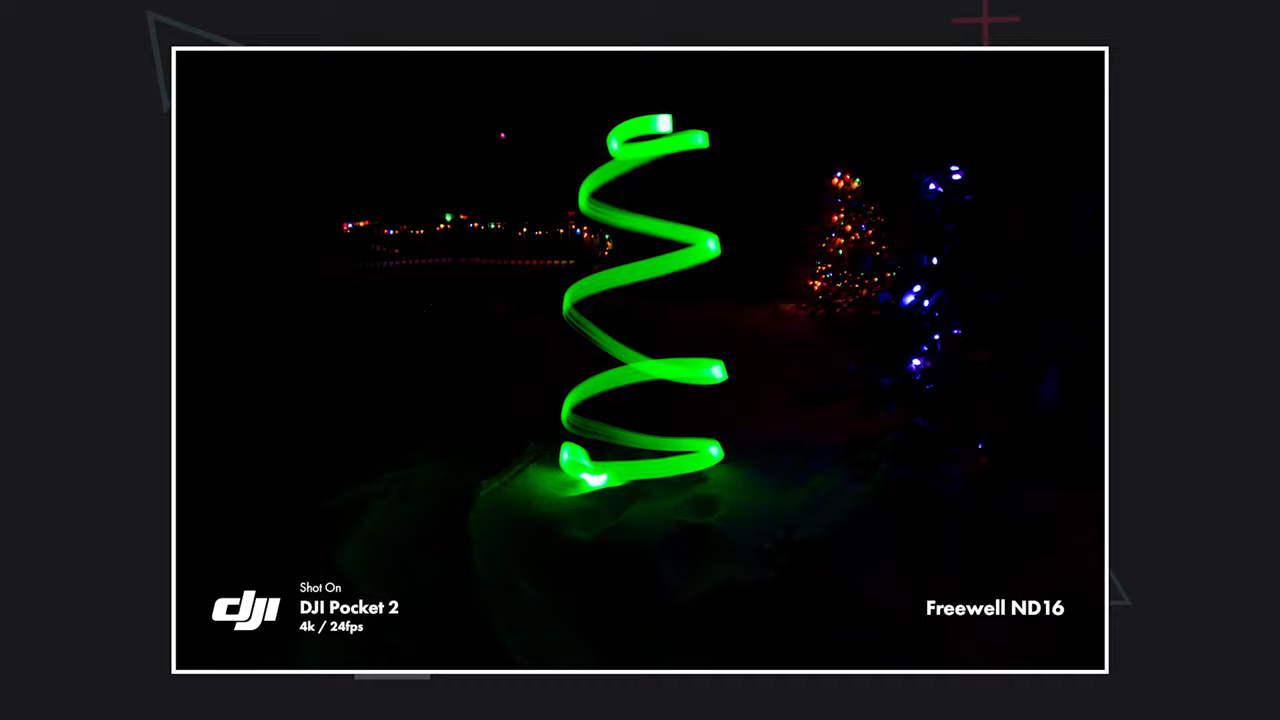 dji
Shot On
DJI Pocket 2
4k / 24fps
Freewell ND16